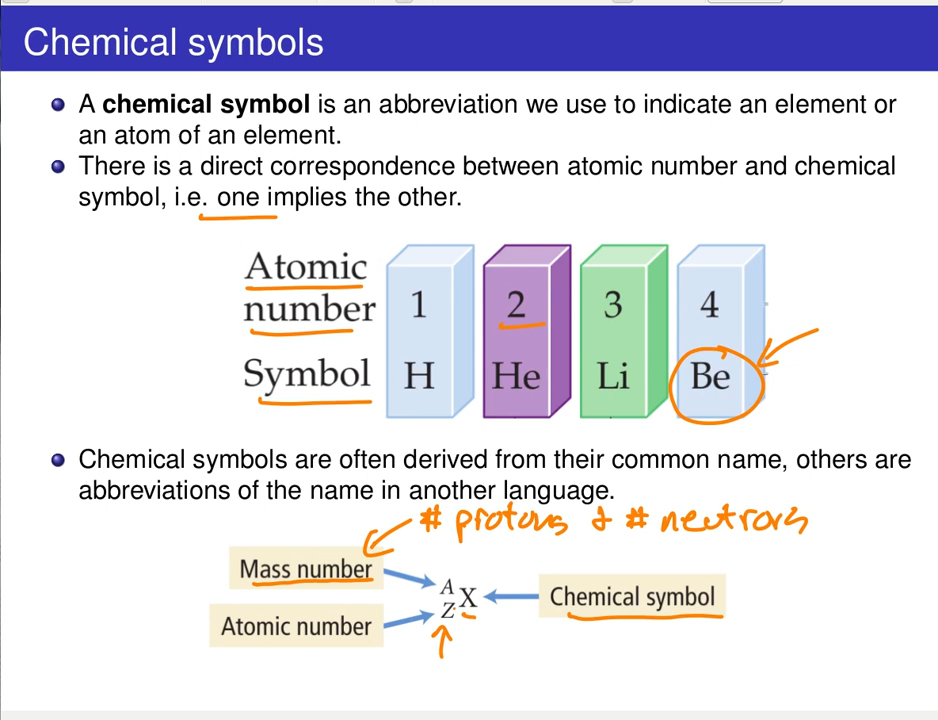 Chemical symbols
A chemical symbol is an abbreviation we use to indicate an element or
an atom of an element.
There is a direct correspondence between atomic number and chemical
symbol, i.e. one implies the other.
Atomic
number 1 2 3 4
Symbol H He Li Be
Chemical symbols are often derived from their common name, others are
abbreviations of the name in another language.
# protons & # neutrons
Mass number
A
Z X
Chemical symbol
Atomic number